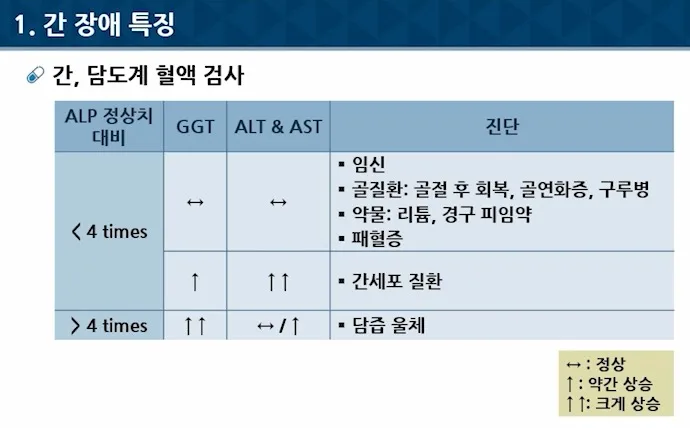 1. 간 장애 특징
간, 담도계 혈액 검사
ALP 정상치
대비
GGT
ALT & AST
진단
< 4 times
↔
↔
▪ 임신
▪ 골질환: 골절 후 회복, 골연화증, 구루병
▪ 약물: 리튬, 경구 피임약
▪ 패혈증
↑
↑↑
▪ 간세포 질환
> 4 times
↑↑
↔/↑
▪ 담즙 울체
↔ : 정상
↑ : 약간 상승
↑↑: 크게 상승